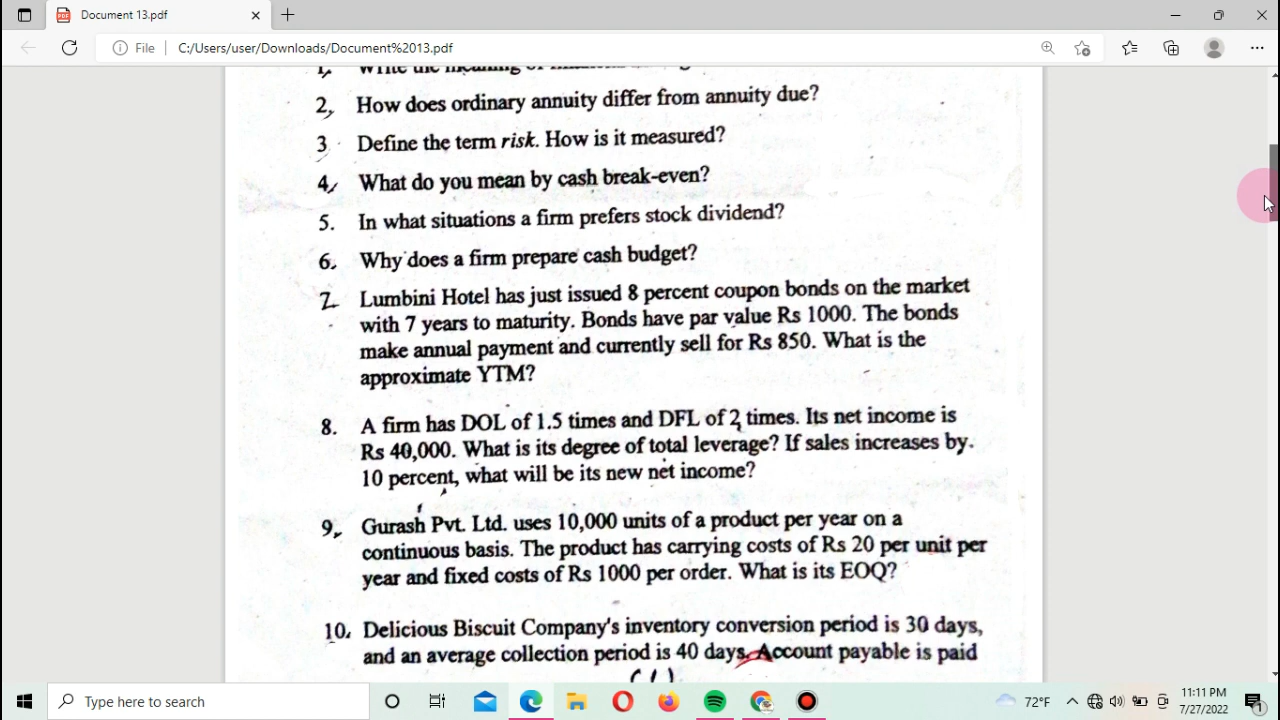 Document 13.pdf
File
C:/Users/user/Downloads/Document%2013.pdf
2, How does ordinary annuity differ from annuity due?
3 Define the term risk. How is it measured?
4, What do you mean by cash break-even?
5. In what situations a firm prefers stock dividend?
6. Why does a firm prepare cash budget?
7. Lumbini Hotel has just issued 8 percent coupon bonds on the market
with 7 years to maturity. Bonds have par value Rs 1000. The bonds
make annual payment and currently sell for Rs 850. What is the
approximate YTM?
8. A firm has DOL of 1.5 times and DFL of 2 times. Its net income is
Rs 40,000. What is its degree of total leverage? If sales increases by
10 percent, what will be its new net income?
9. Gurash Pvt. Ltd. uses 10,000 units of a product per year on a
continuous basis. The product has carrying costs of Rs 20 per unit per
year and fixed costs of Rs 1000 per order. What is its EOQ?
10. Delicious Biscuit Company's inventory conversion period is 30 days,
and an average collection period is 40 days. Account payable is paid
Type here to search
72°F
7/27/2022